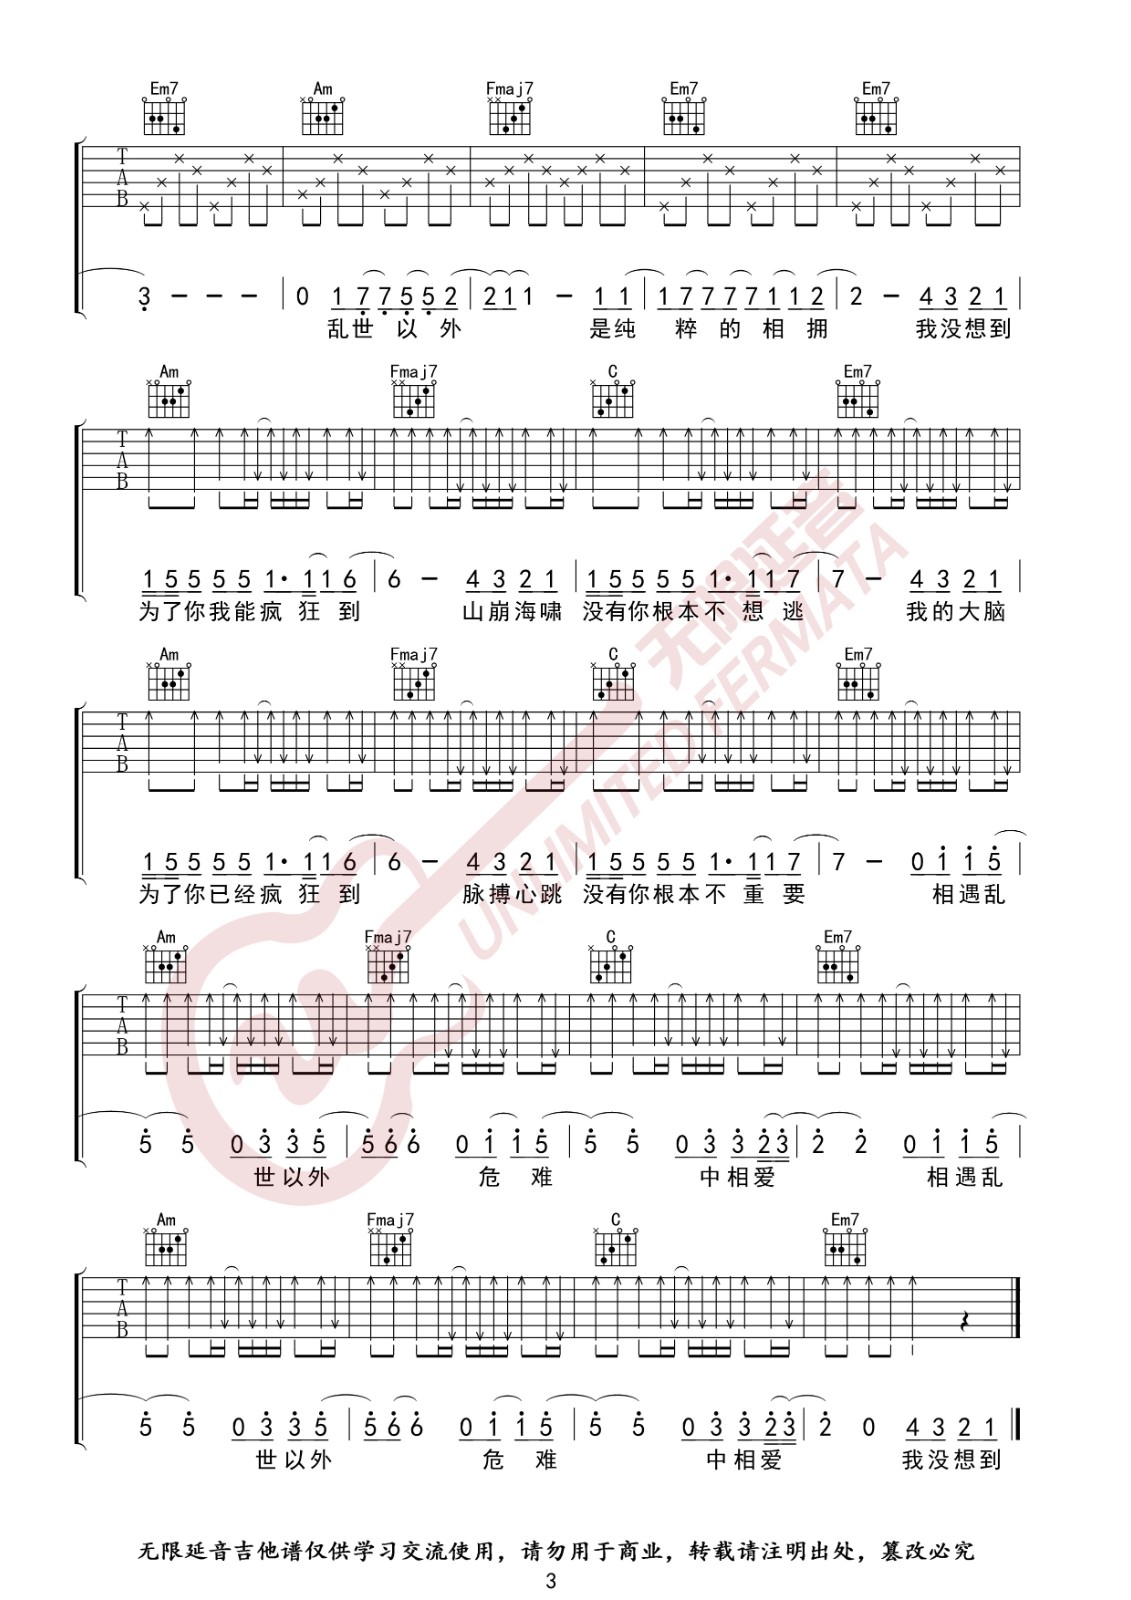 Em7 Am Fmaj7 Em7 Em7
T
A
B
3 - - - | 0 1 7 7 5 5 2 | 2 1 1 - 1 1 | 1 7 7 7 7 1 1 2 | 2 - 4 3 2 1 |
乱世 以 外 是纯 粹 的 相 拥 我没想到
Am Fmaj7 C Em7
T
A
B
1 5 5 5 5 1· 1 1 6 | 6 - 4 3 2 1 | 1 5 5 5 5 1· 1 1 7 | 7 - 4 3 2 1 |
为了你我能疯 狂 到 山崩海啸 没有你根本不 想 逃 我的大脑
Am Fmaj7 C Em7
T
A
B
1 5 5 5 5 1· 1 1 6 | 6 - 4 3 2 1 | 1 5 5 5 5 1· 1 1 7 | 7 - 0 1 1 5 |
为了你已经疯 狂 到 脉搏心跳 没有你根本不 重 要 相遇乱
Am Fmaj7 C Em7
T
A
B
5 5 0 3 3 5 | 5 6 6 0 1 1 5 | 5 5 0 3 3 2 3 | 2 2 0 1 1 5 |
世以外 危 难 中相爱 相遇乱
Am Fmaj7 C Em7
T
A
B
5 5 0 3 3 5 | 5 6 6 0 1 1 5 | 5 5 0 3 3 2 3 | 2 0 4 3 2 1
世以外 危 难 中相爱 我没想到
无限延音
UNLIMITED FERMATA
无限延音吉他谱仅供学习交流使用，请勿用于商业，转载请注明出处，篡改必究
3